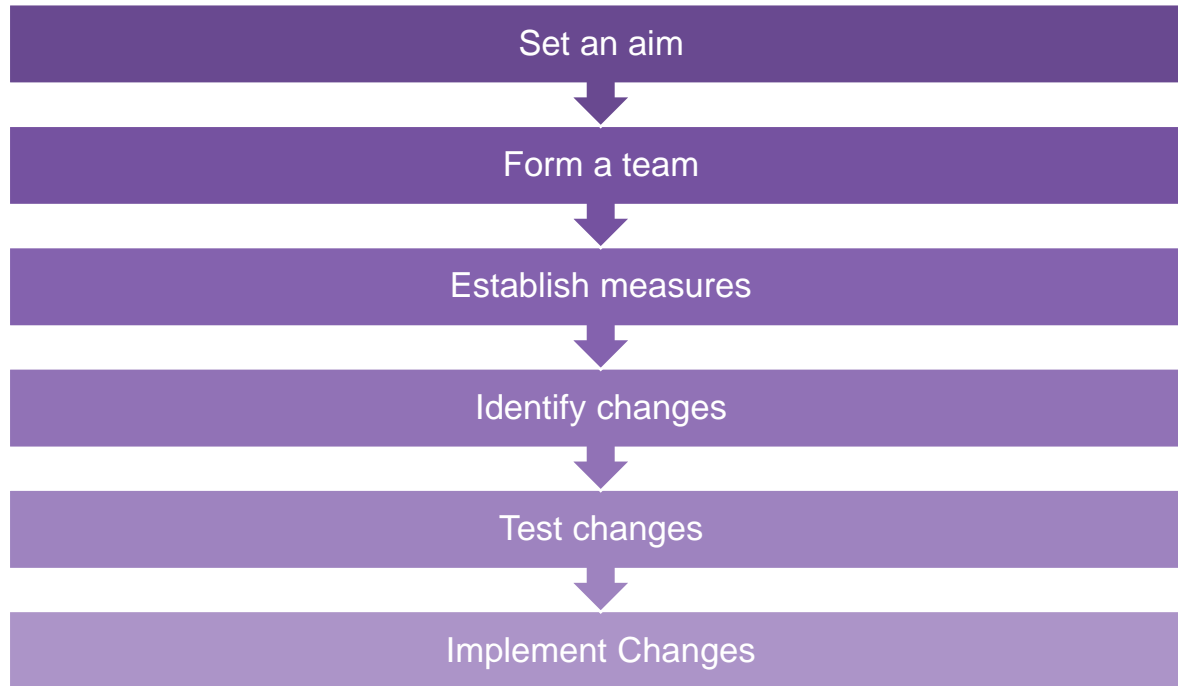 Set an aim
Form a team
Establish measures
Identify changes
Test changes
Implement Changes